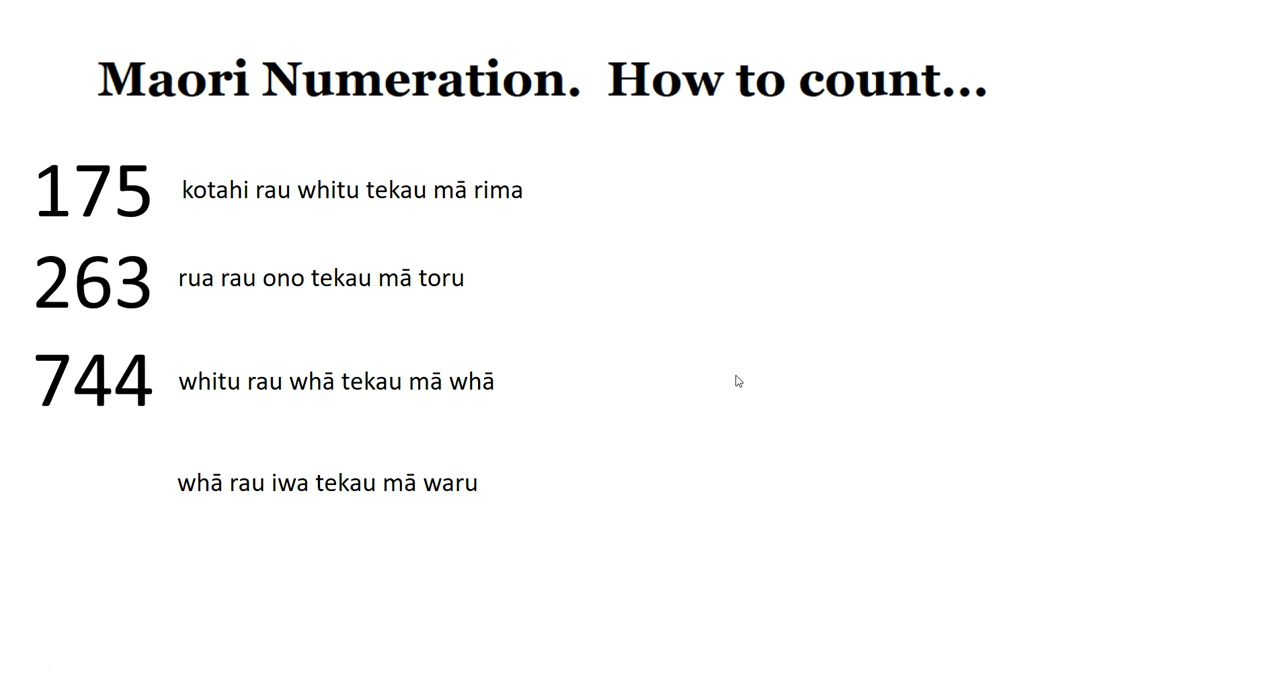 Maori Numeration. How to count...
175 kotahi rau whitu tekau mā rima
263 rua rau ono tekau mā toru
744 whitu rau whā tekau mā whā
whā rau iwa tekau mā waru